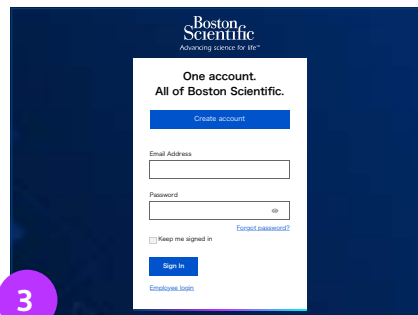 Boston
Scientific
Advancing science for life™
One account.
All of Boston Scientific.
Create account
Email Address
Password
Forgot password?
Keep me signed in
Sign In
Employee login
3